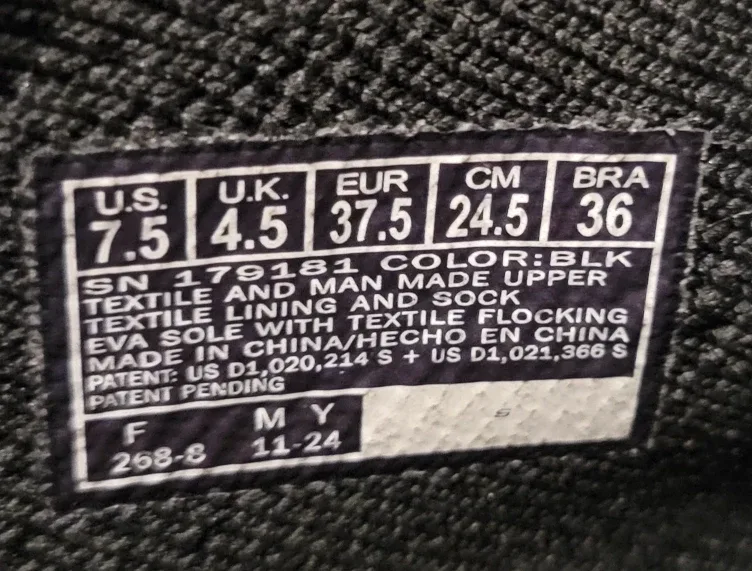 U.S. U.K. EUR CM BRA
7.5 4.5 37.5 24.5 36
SN 179181 COLOR:BLK
TEXTILE AND MAN MADE UPPER
TEXTILE LINING AND SOCK
EVA SOLE WITH TEXTILE FLOCKING
MADE IN CHINA/HECHO EN CHINA
PATENT: US D1,020,214 S + US D1,021,366 S
PATENT PENDING
F M Y
268-8 11-24